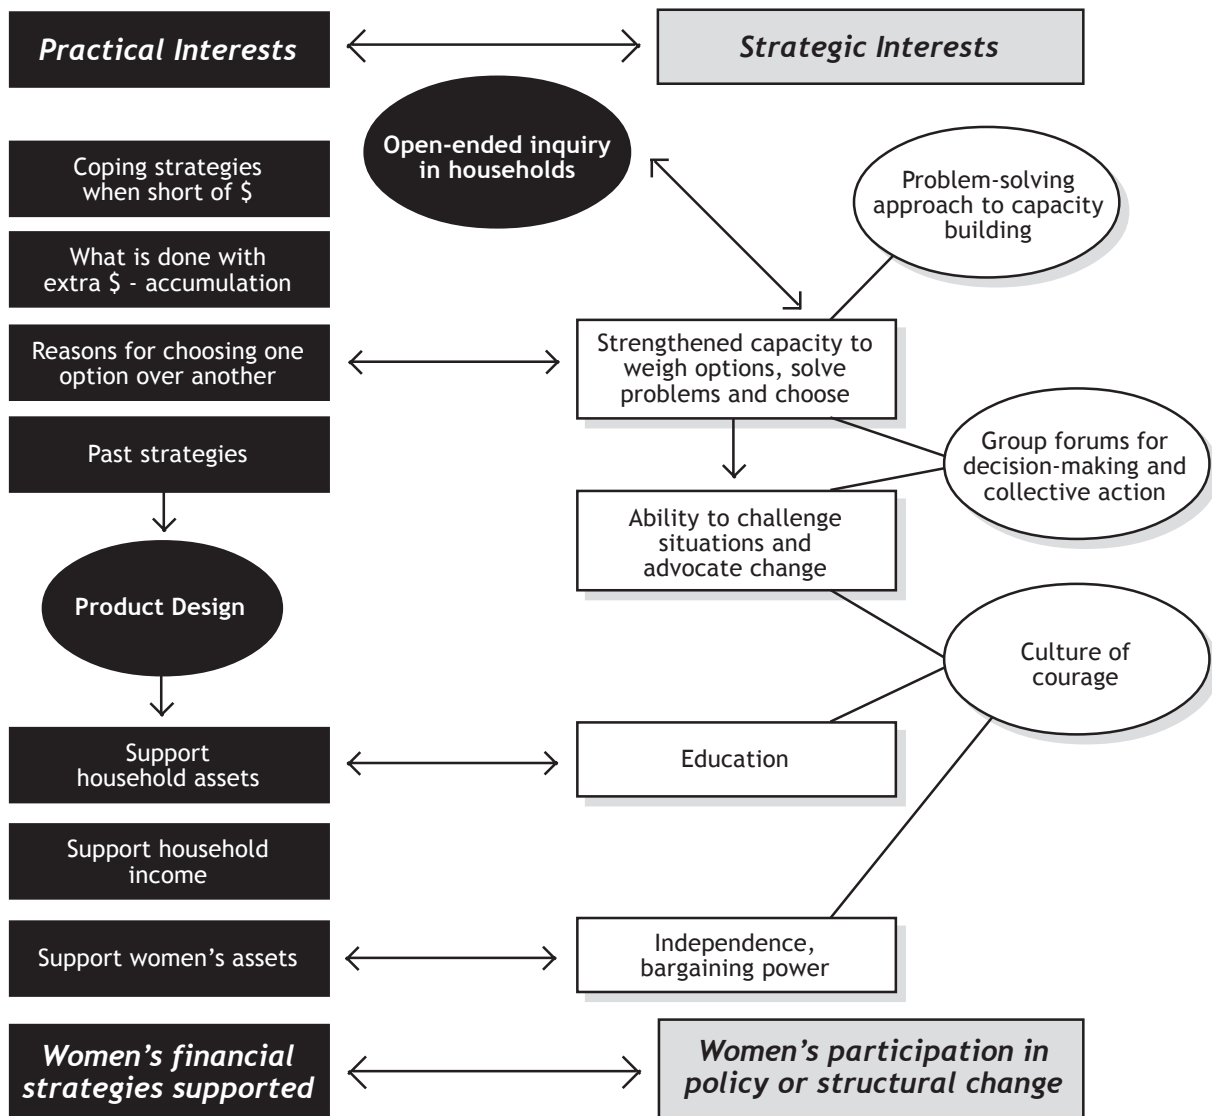 Practical Interests
Strategic Interests
Open-ended inquiry
in households
Coping strategies
when short of $
Problem-solving
approach to capacity
building
What is done with
extra $ - accumulation
Reasons for choosing one
option over another
Strengthened capacity to
weigh options, solve
problems and choose
Past strategies
Group forums for
decision-making and
collective action
Ability to challenge
situations and
advocate change
Product Design
Culture of
courage
Support
household assets
Education
Support household
income
Support women’s assets
Independence,
bargaining power
Women’s financial
strategies supported
Women’s participation in
policy or structural change